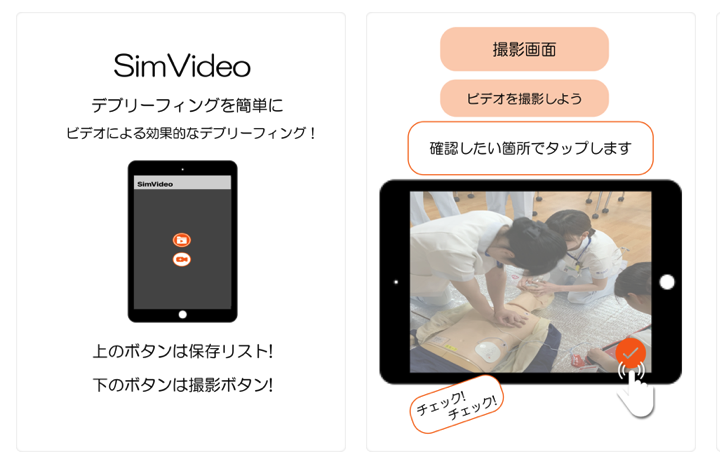 SimVideo
デブリーフィングを簡単に
ビデオによる効果的なデブリーフィング！
SimVideo
上のボタンは保存リスト!
下のボタンは撮影ボタン!
撮影画面
ビデオを撮影しよう
確認したい箇所でタップします
チェック!
チェック!